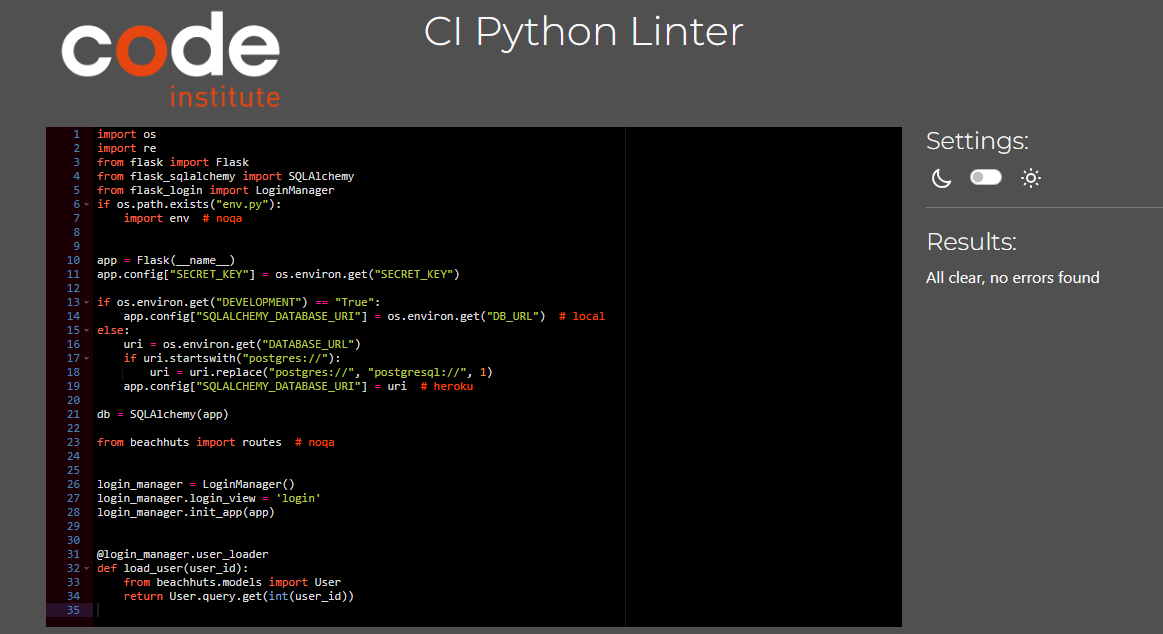 code
institute
CI Python Linter
1 import os
2 import re
3 from flask import Flask
4 from flask_sqlalchemy import SQLAlchemy
5 from flask_login import LoginManager
6 if os.path.exists("env.py"):
7     import env  # noqa
8
9
10 app = Flask(__name__)
11 app.config["SECRET_KEY"] = os.environ.get("SECRET_KEY")
12
13 if os.environ.get("DEVELOPMENT") == "True":
14     app.config["SQLALCHEMY_DATABASE_URI"] = os.environ.get("DB_URL")  # local
15 else:
16     uri = os.environ.get("DATABASE_URL")
17     if uri.startswith("postgres://"):
18         uri = uri.replace("postgres://", "postgresql://", 1)
19     app.config["SQLALCHEMY_DATABASE_URI"] = uri  # heroku
20
21 db = SQLAlchemy(app)
22
23 from beachhuts import routes  # noqa
24
25
26 login_manager = LoginManager()
27 login_manager.login_view = 'login'
28 login_manager.init_app(app)
29
30
31 @login_manager.user_loader
32 def load_user(user_id):
33     from beachhuts.models import User
34     return User.query.get(int(user_id))
35
Settings:
Results:
All clear, no errors found